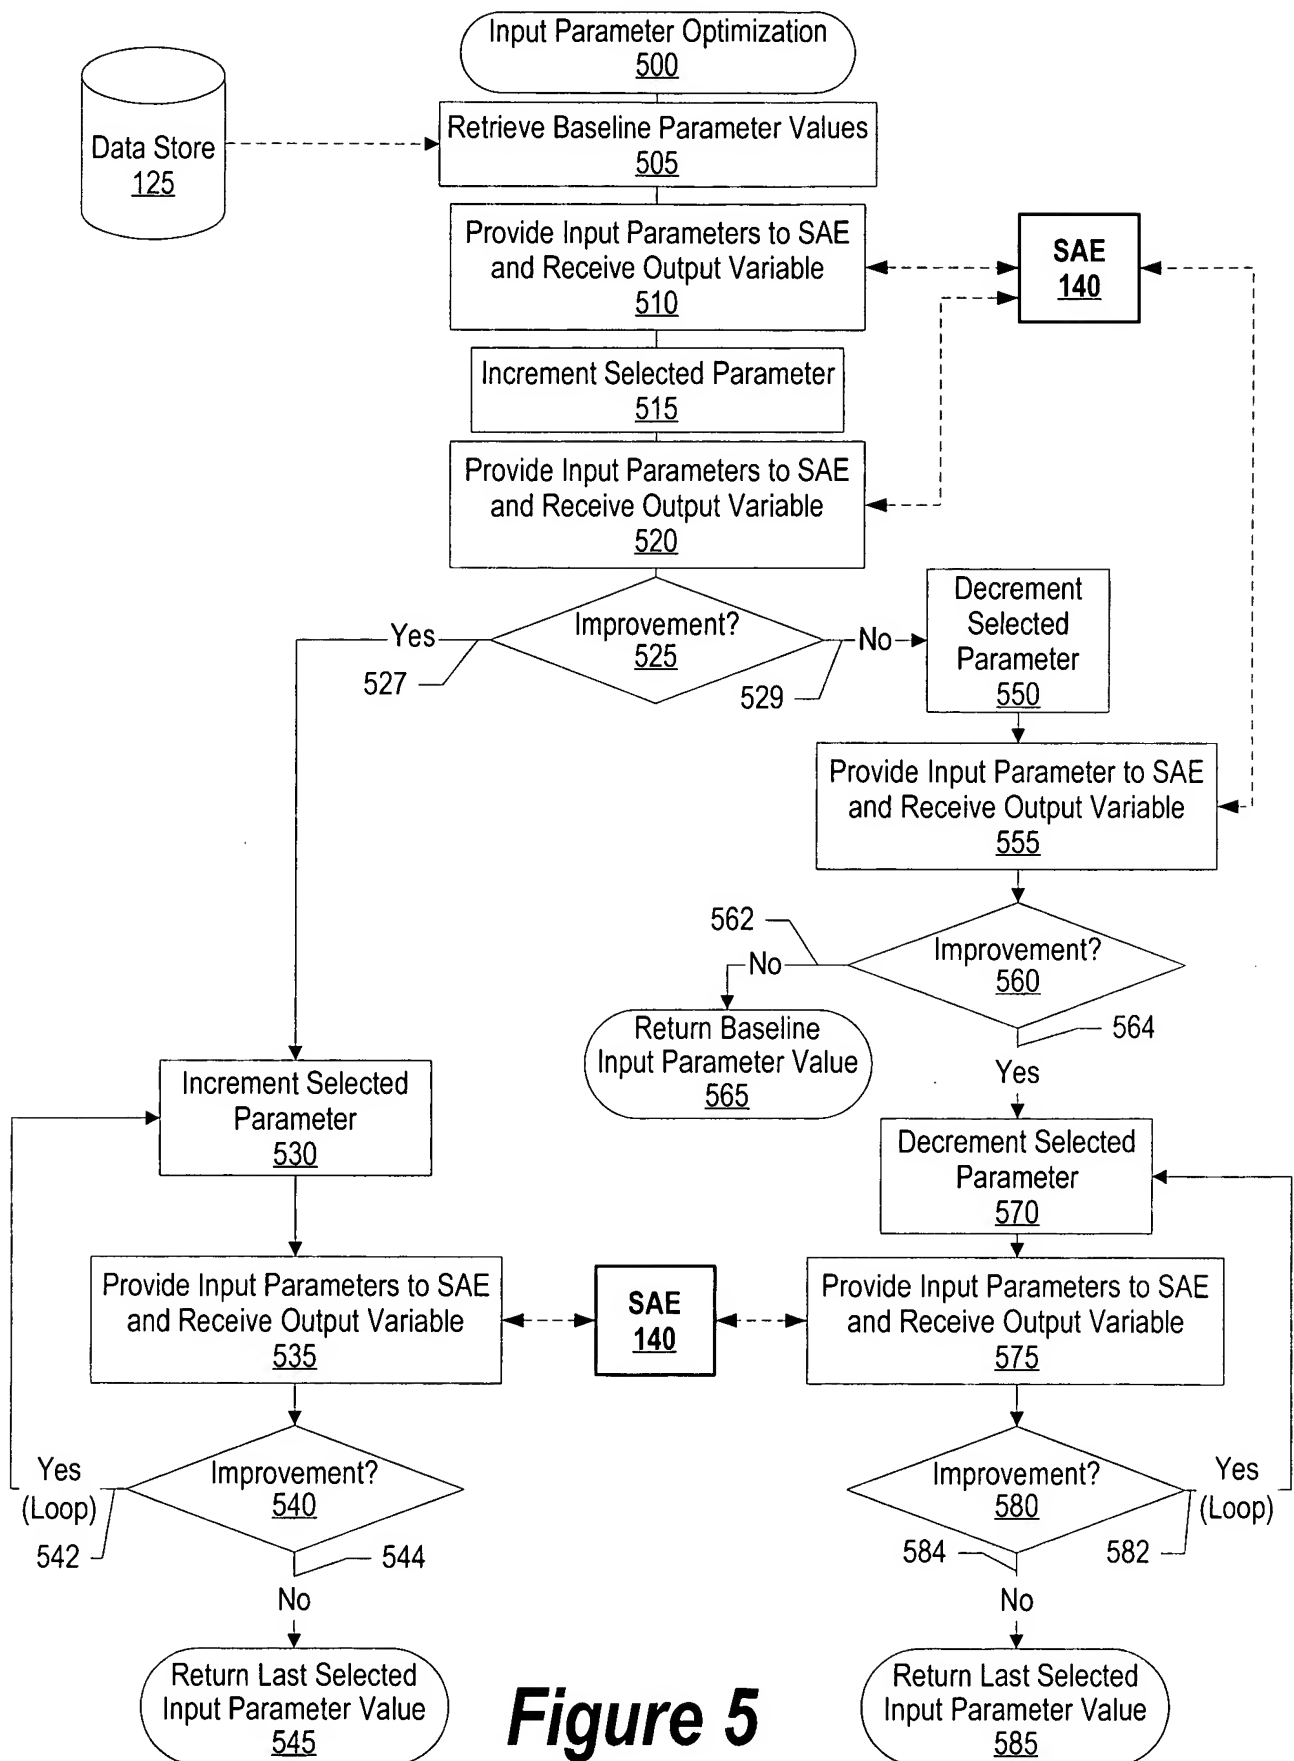 Input Parameter Optimization
500
Data Store
125
Retrieve Baseline Parameter Values
505
Provide Input Parameters to SAE
and Receive Output Variable
510
SAE
140
Increment Selected Parameter
515
Provide Input Parameters to SAE
and Receive Output Variable
520
Improvement?
525
Yes
527
No
529
Decrement
Selected
Parameter
550
Provide Input Parameter to SAE
and Receive Output Variable
555
Improvement?
560
562
No
564
Yes
Return Baseline
Input Parameter Value
565
Increment Selected
Parameter
530
Decrement Selected
Parameter
570
Provide Input Parameters to SAE
and Receive Output Variable
535
SAE
140
Provide Input Parameters to SAE
and Receive Output Variable
575
Improvement?
540
Yes
(Loop)
542
544
No
Improvement?
580
Yes
(Loop)
584
582
No
Return Last Selected
Input Parameter Value
545
Figure 5
Return Last Selected
Input Parameter Value
585